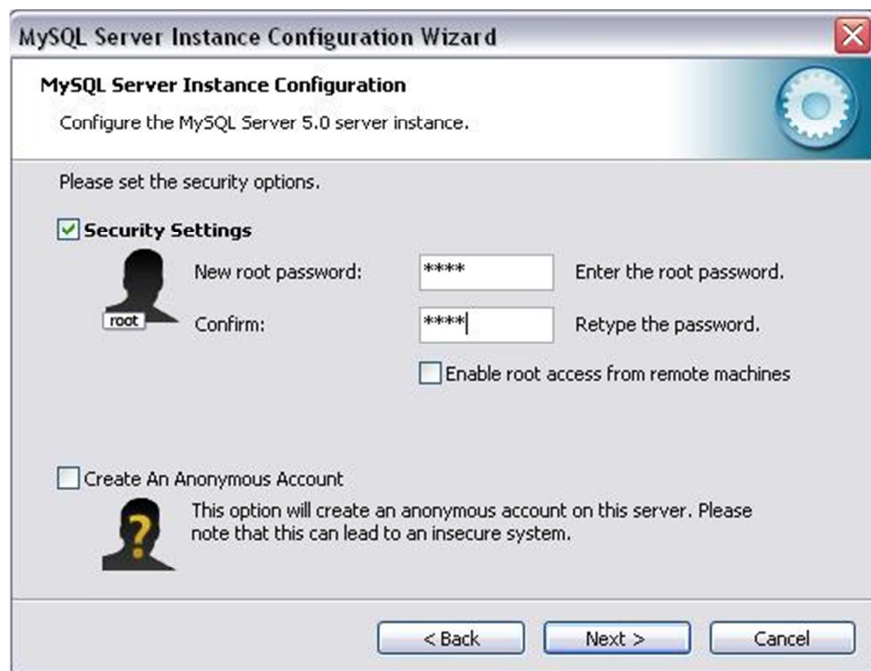 MySQL Server Instance Configuration Wizard
MySQL Server Instance Configuration
Configure the MySQL Server 5.0 server instance.
Please set the security options.
Security Settings
root
New root password: **** Enter the root password.
Confirm: **** Retype the password.
Enable root access from remote machines
Create An Anonymous Account
?
This option will create an anonymous account on this server. Please
note that this can lead to an insecure system.
< Back Next > Cancel